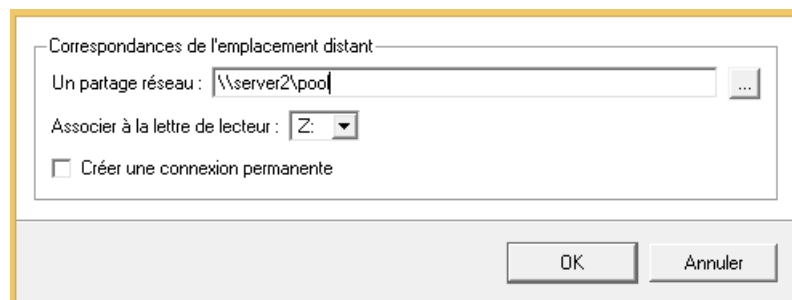 Correspondances de l'emplacement distant
Un partage réseau : \\server2\pool ...
Associer à la lettre de lecteur : Z:
Créer une connexion permanente
OK Annuler